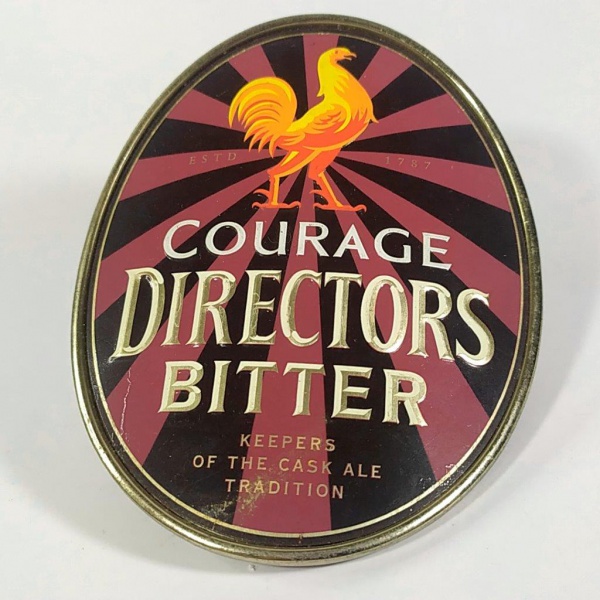 ESTD 1787
COURAGE
DIRECTORS
BITTER
KEEPERS
OF THE CASK ALE
TRADITION